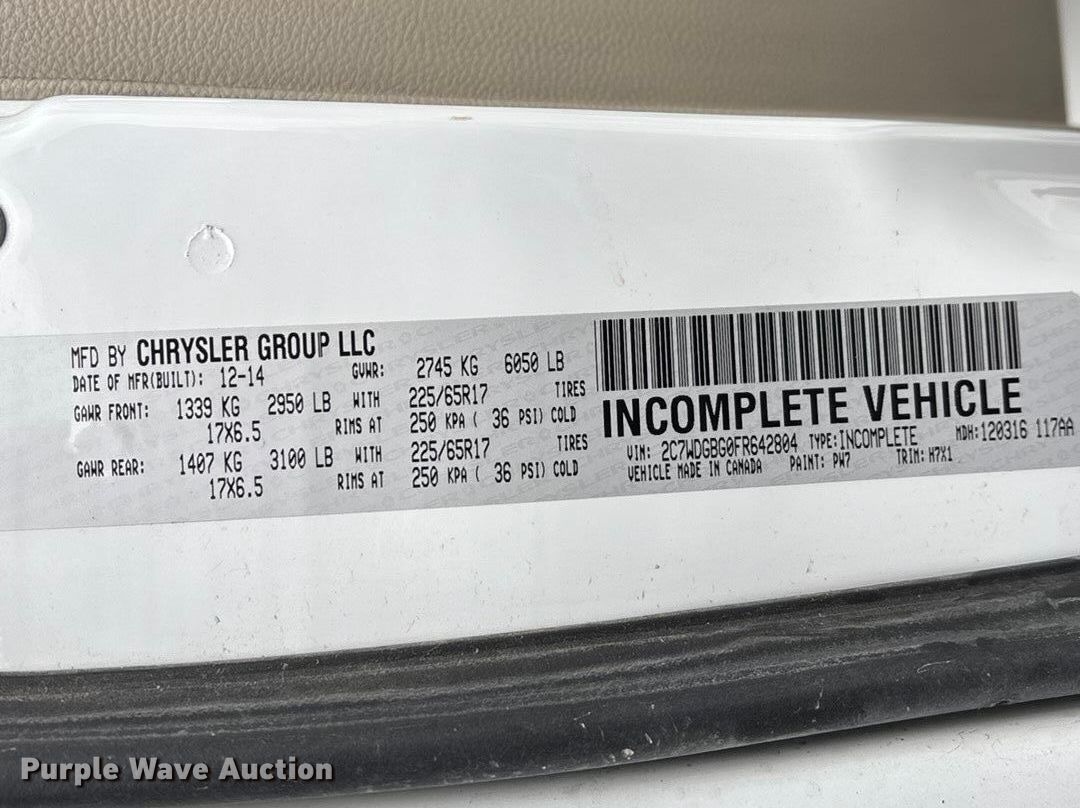 MFD BY CHRYSLER GROUP LLC
DATE OF MFR(BUILT): 12-14 GVWR: 2745 KG 6050 LB
GAWR FRONT: 1339 KG 2950 LB WITH 225/65R17 TIRES
17X6.5 RIMS AT 250 KPA ( 36 PSI) COLD
GAWR REAR: 1407 KG 3100 LB WITH 225/65R17 TIRES
17X6.5 RIMS AT 250 KPA ( 36 PSI) COLD
INCOMPLETE VEHICLE
VIN: 2C7WDGBG0FR642804 TYPE:INCOMPLETE MDH:120316 117AA
VEHICLE MADE IN CANADA PAINT: PW7 TRIM: H7X1
Purple Wave Auction